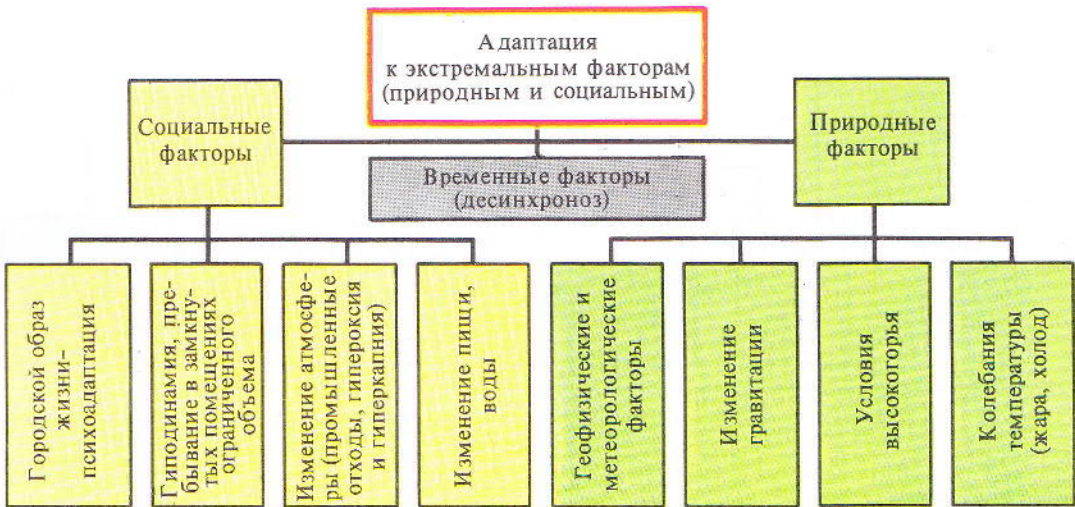 Адаптация
к экстремальным факторам
(природным и социальным)
Социальные
факторы
Природные
факторы
Временные факторы
(десинхроноз)
Городской образ
жизни–
психоадаптация
Гиподинамия, пре-
бывание в замкну-
тых помещениях
ограниченного
объема
Изменение атмосфе-
ры (промышленные
отходы, гипероксия
и гиперкапния)
Изменение пищи,
воды
Геофизические и
метеорологические
факторы
Изменение
гравитации
Условия
высокогорья
Колебания
температуры
(жара, холод)